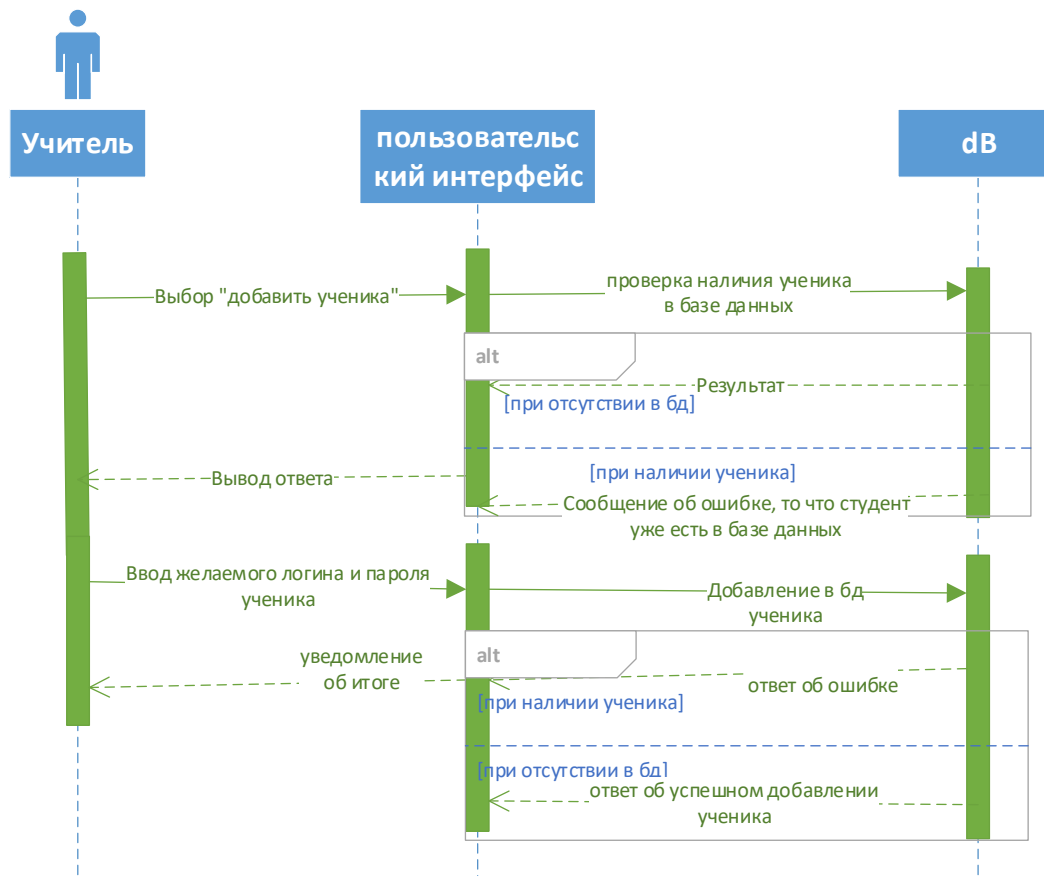 Учитель
пользовательс
кий интерфейс
dB
Выбор "добавить ученика"
проверка наличия ученика
в базе данных
alt
Результат
[при отсутствии в бд]
[при наличии ученика]
Вывод ответа
Сообщение об ошибке, то что студент
уже есть в базе данных
Ввод желаемого логина и пароля
ученика
Добавление в бд
ученика
alt
уведомление
об итоге
ответ об ошибке
[при наличии ученика]
[при отсутствии в бд]
ответ об успешном добавлении
ученика